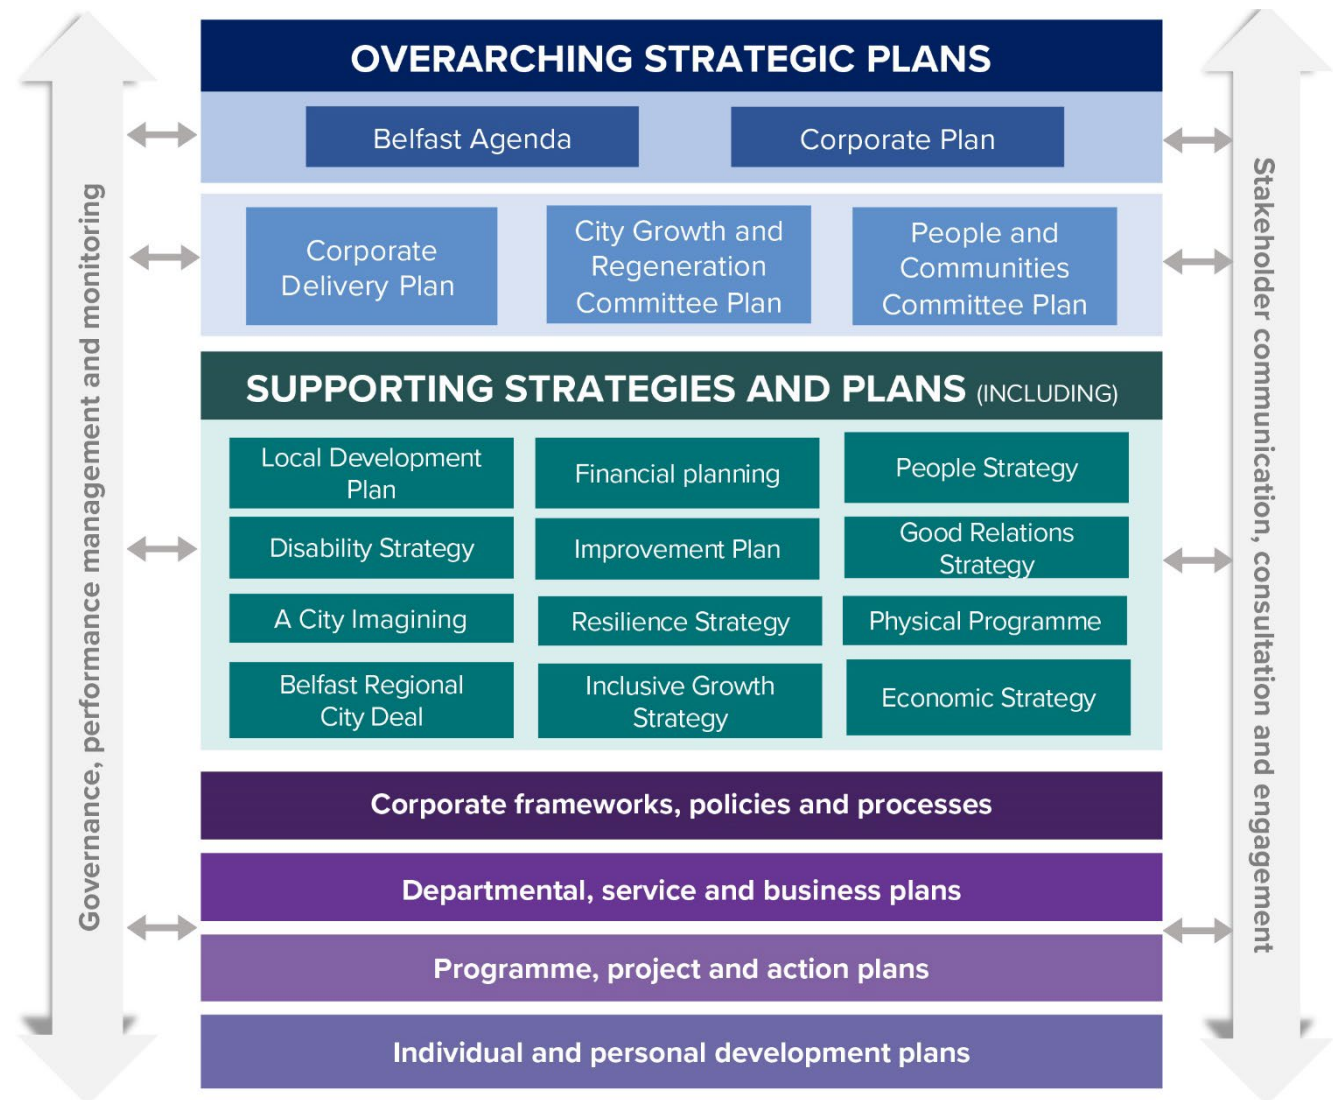 OVERARCHING STRATEGIC PLANS
Belfast Agenda
Corporate Plan
Corporate
Delivery Plan
City Growth and
Regeneration
Committee Plan
People and
Communities
Committee Plan
SUPPORTING STRATEGIES AND PLANS (INCLUDING)
Local Development
Plan
Financial planning
People Strategy
Disability Strategy
Improvement Plan
Good Relations
Strategy
A City Imagining
Resilience Strategy
Physical Programme
Belfast Regional
City Deal
Inclusive Growth
Strategy
Economic Strategy
Corporate frameworks, policies and processes
Departmental, service and business plans
Programme, project and action plans
Individual and personal development plans
Governance, performance management and monitoring
Stakeholder communication, consultation and engagement